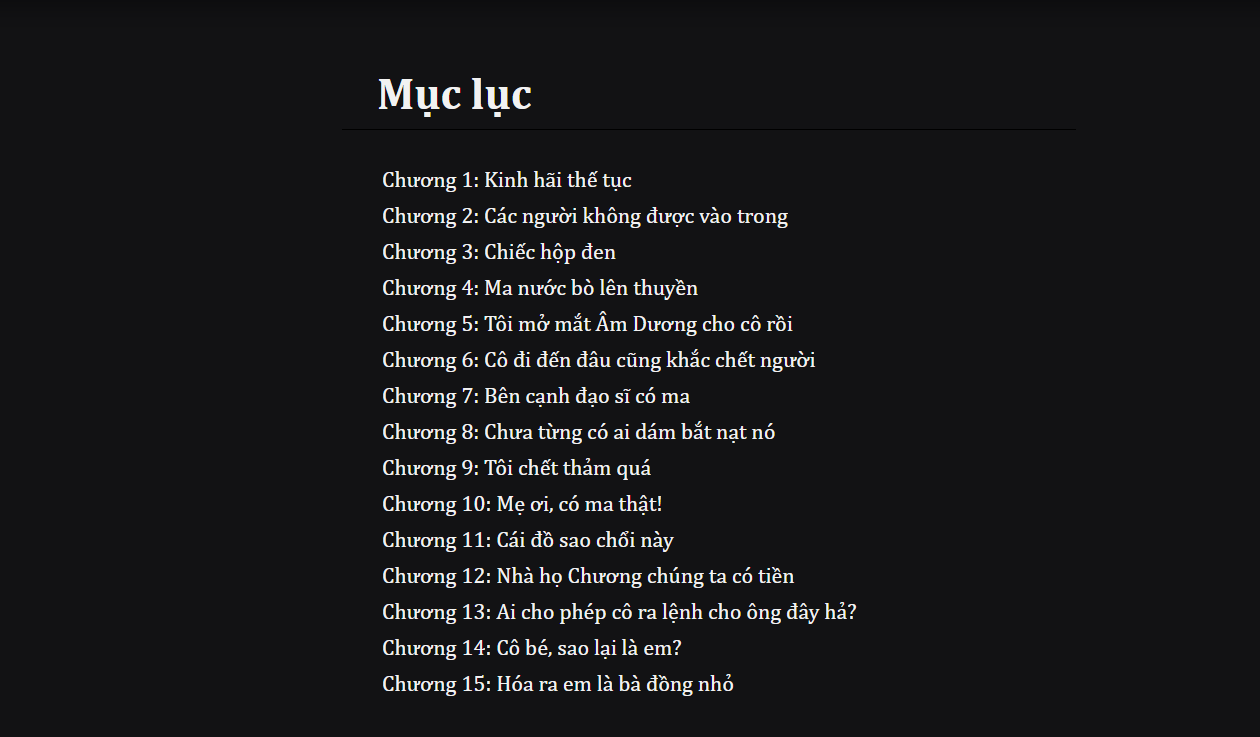 Mục lục
Chương 1: Kinh hãi thế tục
Chương 2: Các người không được vào trong
Chương 3: Chiếc hộp đen
Chương 4: Ma nước bò lên thuyền
Chương 5: Tôi mở mắt Âm Dương cho cô rồi
Chương 6: Cô đi đến đâu cũng khắc chết người
Chương 7: Bên cạnh đạo sĩ có ma
Chương 8: Chưa từng có ai dám bắt nạt nó
Chương 9: Tôi chết thảm quá
Chương 10: Mẹ ơi, có ma thật!
Chương 11: Cái đồ sao chổi này
Chương 12: Nhà họ Chương chúng ta có tiền
Chương 13: Ai cho phép cô ra lệnh cho ông đây hả?
Chương 14: Cô bé, sao lại là em?
Chương 15: Hóa ra em là bà đồng nhỏ